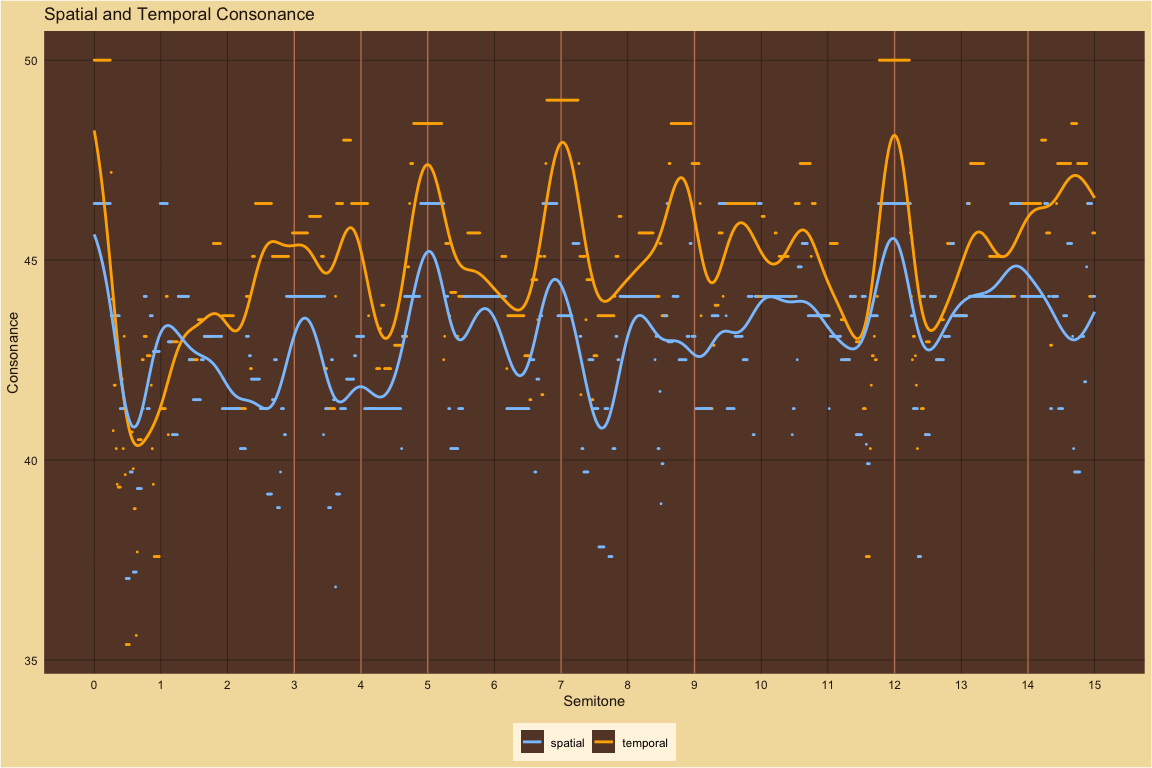 Spatial and Temporal Consonance
50
45
40
35
Consonance
0 1 2 3 4 5 6 7 8 9 10 11 12 13 14 15
Semitone
spatial temporal